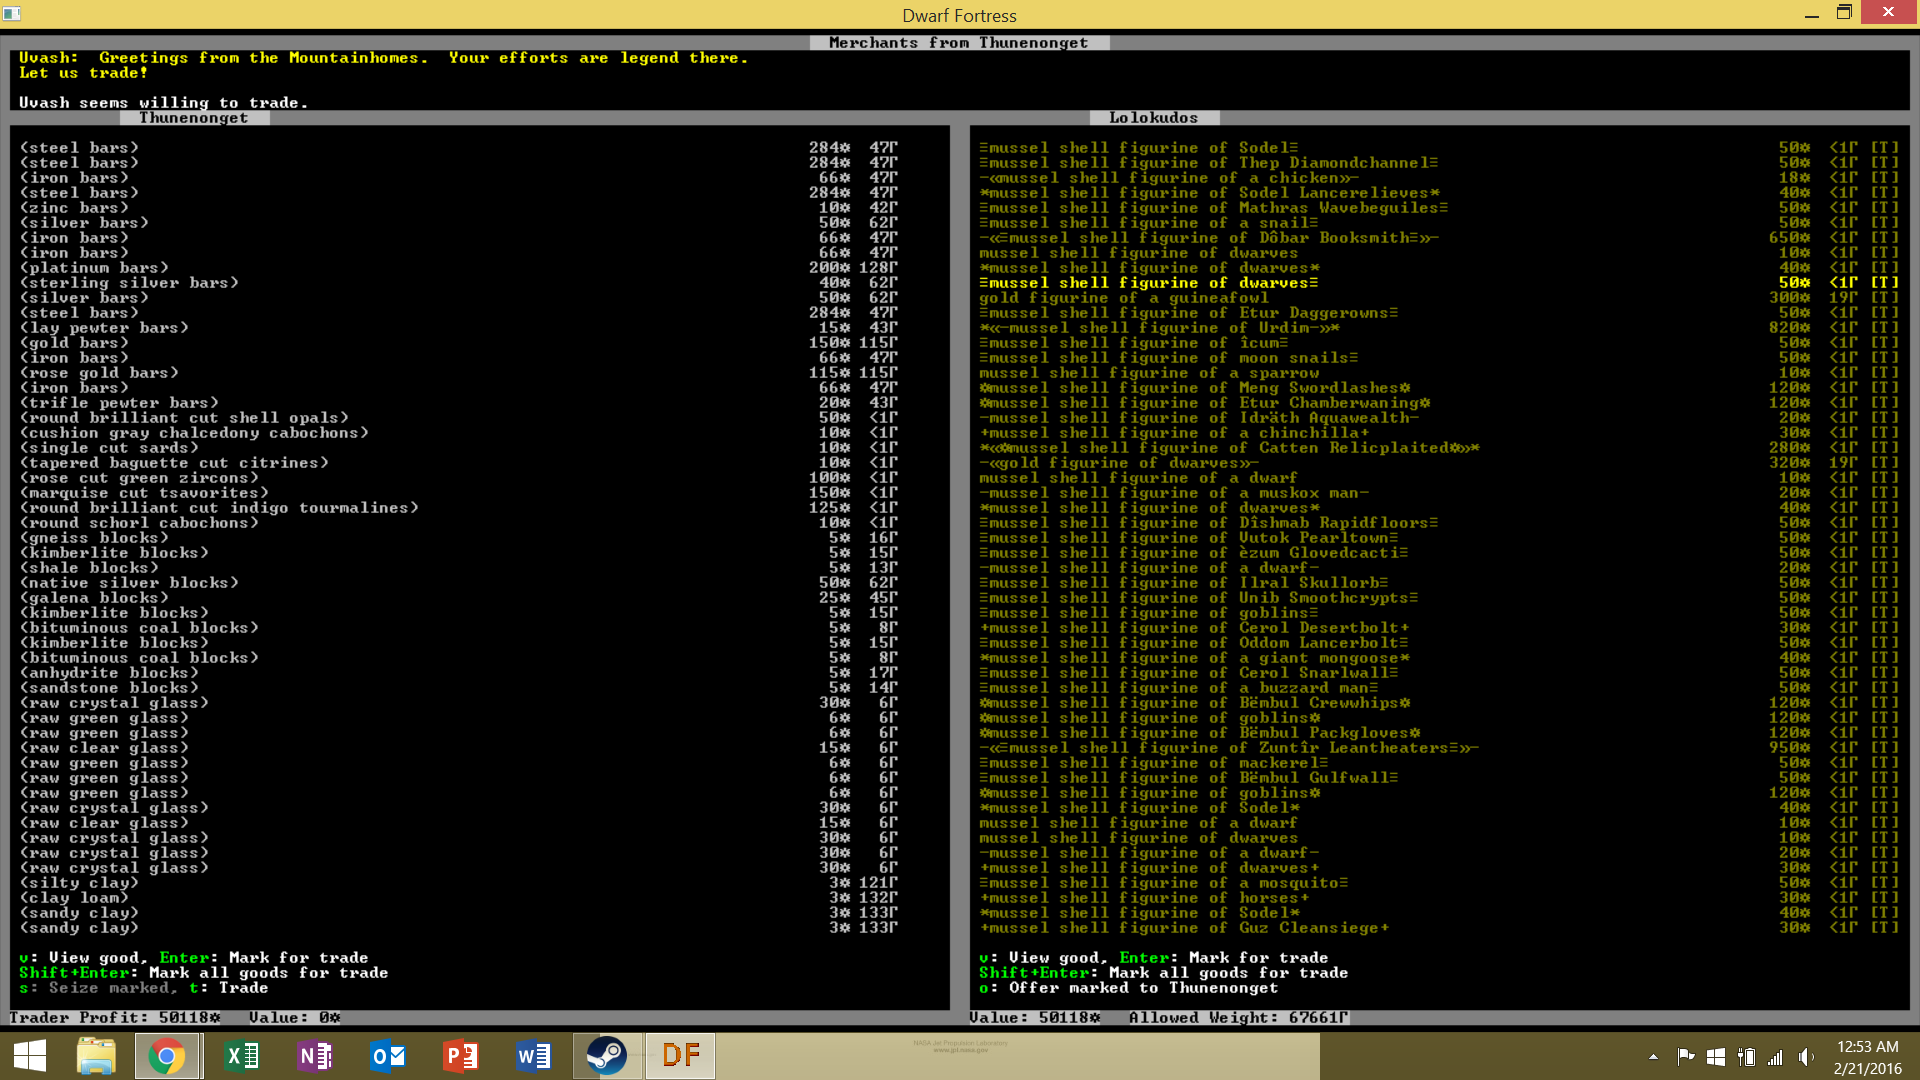 Dwarf Fortress
Merchants from Thunenonget
Uvash: Greetings from the Mountainhomes. Your efforts are legend there.
Let us trade!
Uvash seems willing to trade.
Thunenonget
(steel bars) 284☼ 47Γ
(steel bars) 284☼ 47Γ
(iron bars) 66☼ 47Γ
(steel bars) 284☼ 47Γ
(zinc bars) 10☼ 42Γ
(silver bars) 50☼ 62Γ
(iron bars) 66☼ 47Γ
(iron bars) 66☼ 47Γ
(platinum bars) 200☼ 128Γ
(sterling silver bars) 40☼ 62Γ
(silver bars) 50☼ 62Γ
(steel bars) 284☼ 47Γ
(lay pewter bars) 15☼ 43Γ
(gold bars) 150☼ 115Γ
(iron bars) 66☼ 47Γ
(rose gold bars) 115☼ 115Γ
(iron bars) 66☼ 47Γ
(trifle pewter bars) 20☼ 43Γ
(round brilliant cut shell opals) 50☼ <1Γ
(cushion gray chalcedony cabochons) 10☼ <1Γ
(single cut sards) 10☼ <1Γ
(tapered baguette cut citrines) 10☼ <1Γ
(rose cut green zircons) 100☼ <1Γ
(marquise cut tsavorites) 150☼ <1Γ
(round brilliant cut indigo tourmalines) 125☼ <1Γ
(round schorl cabochons) 10☼ <1Γ
(gneiss blocks) 5☼ 16Γ
(kimberlite blocks) 5☼ 15Γ
(shale blocks) 5☼ 13Γ
(native silver blocks) 50☼ 62Γ
(galena blocks) 25☼ 45Γ
(kimberlite blocks) 5☼ 15Γ
(bituminous coal blocks) 5☼ 8Γ
(kimberlite blocks) 5☼ 15Γ
(bituminous coal blocks) 5☼ 8Γ
(anhydrite blocks) 5☼ 17Γ
(sandstone blocks) 5☼ 14Γ
(raw crystal glass) 30☼ 6Γ
(raw green glass) 6☼ 6Γ
(raw green glass) 6☼ 6Γ
(raw clear glass) 15☼ 6Γ
(raw green glass) 6☼ 6Γ
(raw green glass) 6☼ 6Γ
(raw green glass) 6☼ 6Γ
(raw crystal glass) 30☼ 6Γ
(raw clear glass) 15☼ 6Γ
(raw crystal glass) 30☼ 6Γ
(raw crystal glass) 30☼ 6Γ
(raw crystal glass) 30☼ 6Γ
(silty clay) 3☼ 121Γ
(clay loam) 3☼ 132Γ
(sandy clay) 3☼ 133Γ
(sandy clay) 3☼ 133Γ
v: View good, Enter: Mark for trade
Shift+Enter: Mark all goods for trade
s: Seize marked, t: Trade
Trader Profit: 50118☼ Value: 0☼
Lolokudos
≡mussel shell figurine of Sodel≡ 50☼ <1Γ [T]
≡mussel shell figurine of Thep Diamondchannel≡ 50☼ <1Γ [T]
-«mussel shell figurine of a chicken»- 18☼ <1Γ [T]
*mussel shell figurine of Sodel Lancerelieves* 40☼ <1Γ [T]
≡mussel shell figurine of Mathras Wavebeguiles≡ 50☼ <1Γ [T]
≡mussel shell figurine of a snail≡ 50☼ <1Γ [T]
-«≡mussel shell figurine of Dôbar Booksmith≡»- 650☼ <1Γ [T]
mussel shell figurine of dwarves 10☼ <1Γ [T]
*mussel shell figurine of dwarves* 40☼ <1Γ [T]
≡mussel shell figurine of dwarves≡ 50☼ <1Γ [T]
gold figurine of a guineafowl 300☼ 19Γ [T]
≡mussel shell figurine of Etur Daggerowns≡ 50☼ <1Γ [T]
*«-mussel shell figurine of Urdim-»* 820☼ <1Γ [T]
≡mussel shell figurine of îcum≡ 50☼ <1Γ [T]
≡mussel shell figurine of moon snails≡ 50☼ <1Γ [T]
mussel shell figurine of a sparrow 10☼ <1Γ [T]
☼mussel shell figurine of Meng Swordlashes☼ 120☼ <1Γ [T]
☼mussel shell figurine of Etur Chamberwaning☼ 120☼ <1Γ [T]
-mussel shell figurine of Idräth Aquawealth- 20☼ <1Γ [T]
+mussel shell figurine of a chinchilla+ 30☼ <1Γ [T]
*«☼mussel shell figurine of Catten Relicplaited☼»* 280☼ <1Γ [T]
-«gold figurine of dwarves»- 320☼ 19Γ [T]
mussel shell figurine of a dwarf 10☼ <1Γ [T]
-mussel shell figurine of a muskox man- 20☼ <1Γ [T]
*mussel shell figurine of dwarves* 40☼ <1Γ [T]
≡mussel shell figurine of Dîshmab Rapidfloors≡ 50☼ <1Γ [T]
≡mussel shell figurine of Vutok Pearltown≡ 50☼ <1Γ [T]
≡mussel shell figurine of èzum Glovedcacti≡ 50☼ <1Γ [T]
-mussel shell figurine of a dwarf- 20☼ <1Γ [T]
≡mussel shell figurine of Ilral Skullorb≡ 50☼ <1Γ [T]
≡mussel shell figurine of Unib Smoothcrypts≡ 50☼ <1Γ [T]
≡mussel shell figurine of goblins≡ 50☼ <1Γ [T]
+mussel shell figurine of Cerol Desertbolt+ 30☼ <1Γ [T]
≡mussel shell figurine of Oddom Lancerbolt≡ 50☼ <1Γ [T]
*mussel shell figurine of a giant mongoose* 40☼ <1Γ [T]
≡mussel shell figurine of Cerol Snarlwall≡ 50☼ <1Γ [T]
≡mussel shell figurine of a buzzard man≡ 50☼ <1Γ [T]
☼mussel shell figurine of Bëmbul Crewwhips☼ 120☼ <1Γ [T]
☼mussel shell figurine of goblins☼ 120☼ <1Γ [T]
☼mussel shell figurine of Bëmbul Packgloves☼ 120☼ <1Γ [T]
-«≡mussel shell figurine of Zuntîr Leantheaters≡»- 950☼ <1Γ [T]
≡mussel shell figurine of mackerel≡ 50☼ <1Γ [T]
≡mussel shell figurine of Bëmbul Gulfwall≡ 50☼ <1Γ [T]
☼mussel shell figurine of goblins☼ 120☼ <1Γ [T]
*mussel shell figurine of Sodel* 40☼ <1Γ [T]
mussel shell figurine of a dwarf 10☼ <1Γ [T]
mussel shell figurine of dwarves 10☼ <1Γ [T]
-mussel shell figurine of a dwarf- 20☼ <1Γ [T]
+mussel shell figurine of dwarves+ 30☼ <1Γ [T]
≡mussel shell figurine of a mosquito≡ 50☼ <1Γ [T]
+mussel shell figurine of horses+ 30☼ <1Γ [T]
*mussel shell figurine of Sodel* 40☼ <1Γ [T]
+mussel shell figurine of Guz Cleansiege+ 30☼ <1Γ [T]
v: View good, Enter: Mark for trade
Shift+Enter: Mark all goods for trade
o: Offer marked to Thunenonget
Value: 50118☼ Allowed Weight: 67661Γ
DF
NASA Jet Propulsion Laboratory
www.jpl.nasa.gov
12:53 AM
2/21/2016